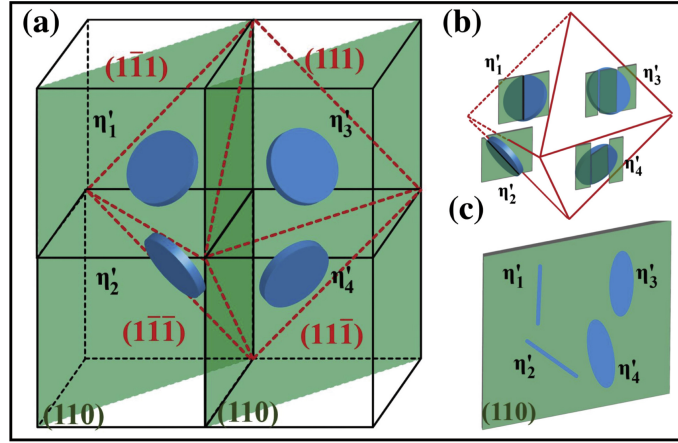 (a)
(11̅1)
(111)
η′₁
η′₃
η′₂
η′₄
(11̅1̅)
(111̅)
(110)
(110)
(b)
η′₁
η′₃
η′₂
η′₄
(c)
η′₁
η′₃
η′₂
η′₄
(110)